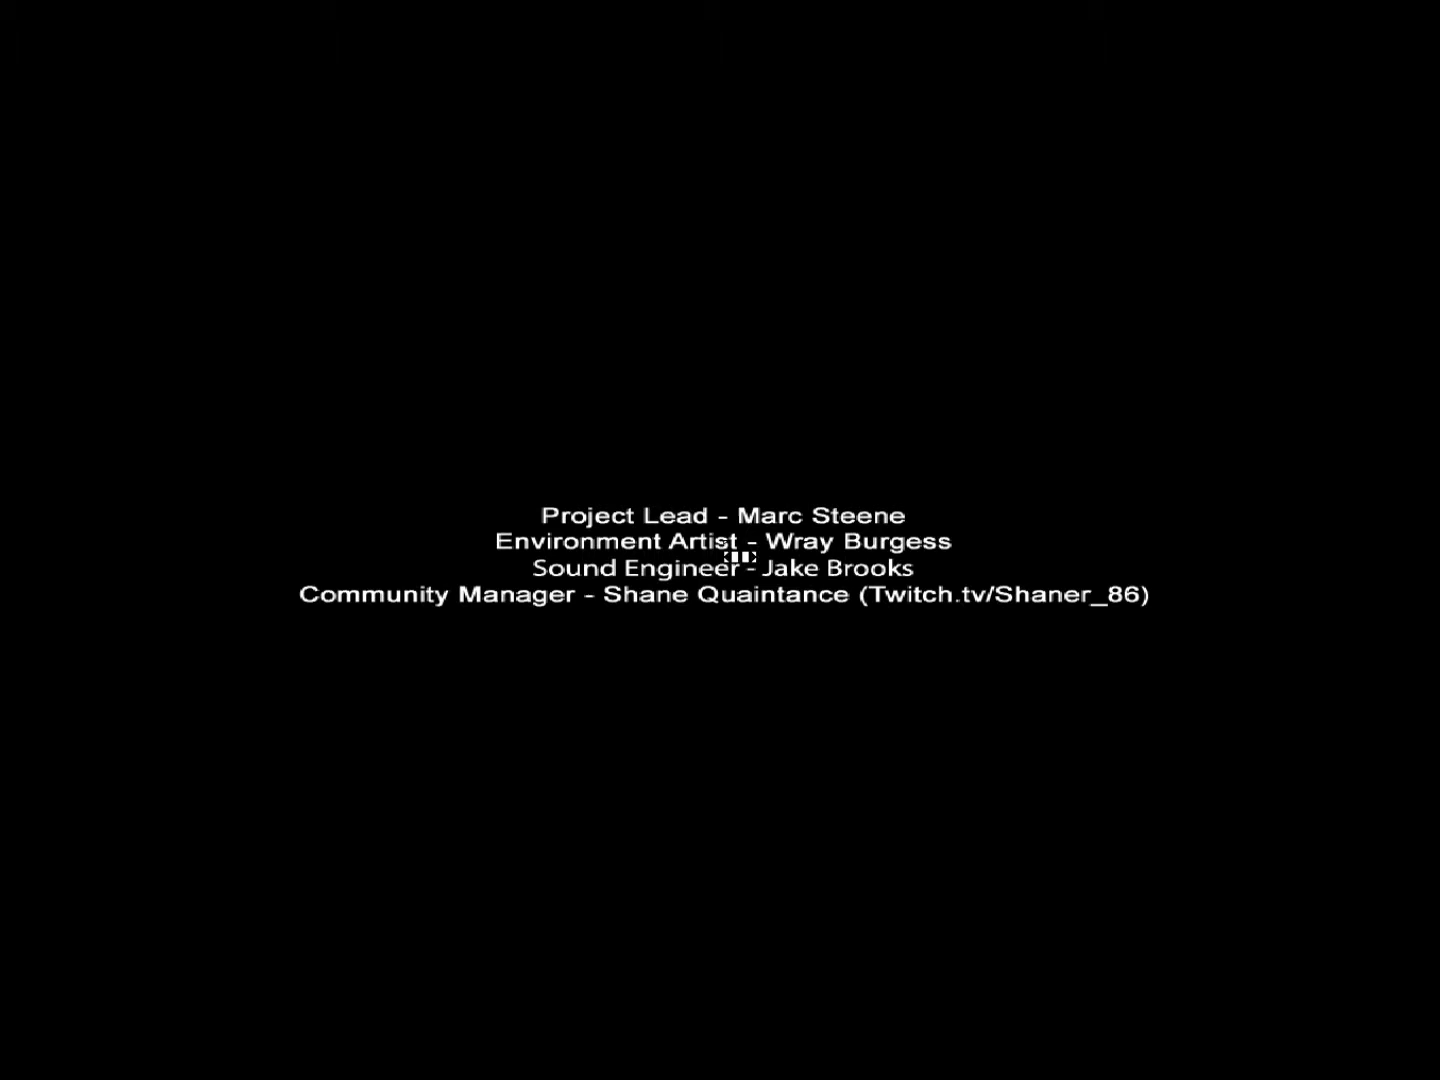 Project Lead - Marc Steene
Environment Artist - Wray Burgess
Sound Engineer - Jake Brooks
Community Manager - Shane Quaintance (Twitch.tv/Shaner_86)